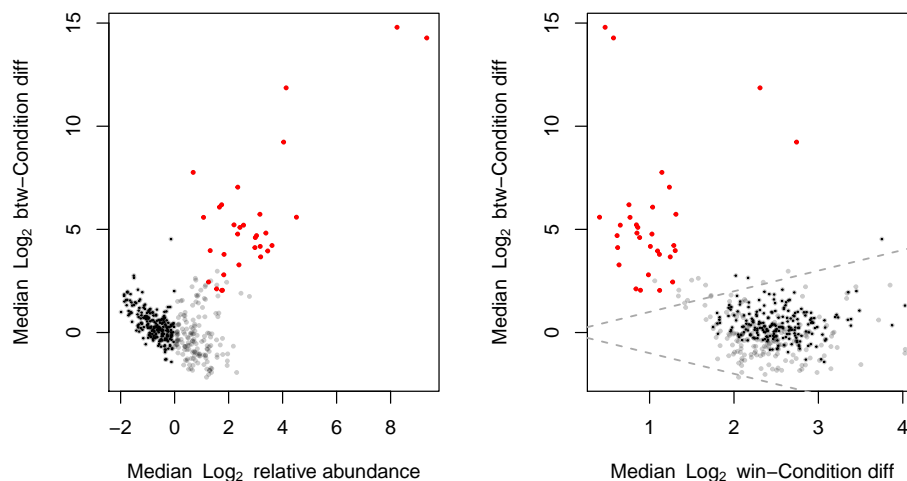 Median Log2 btw−Condition diff
15
10
5
0
−2 0 2 4 6 8
Median Log2 relative abundance
Median Log2 btw−Condition diff
15
10
5
0
1 2 3 4
Median Log2 win−Condition diff